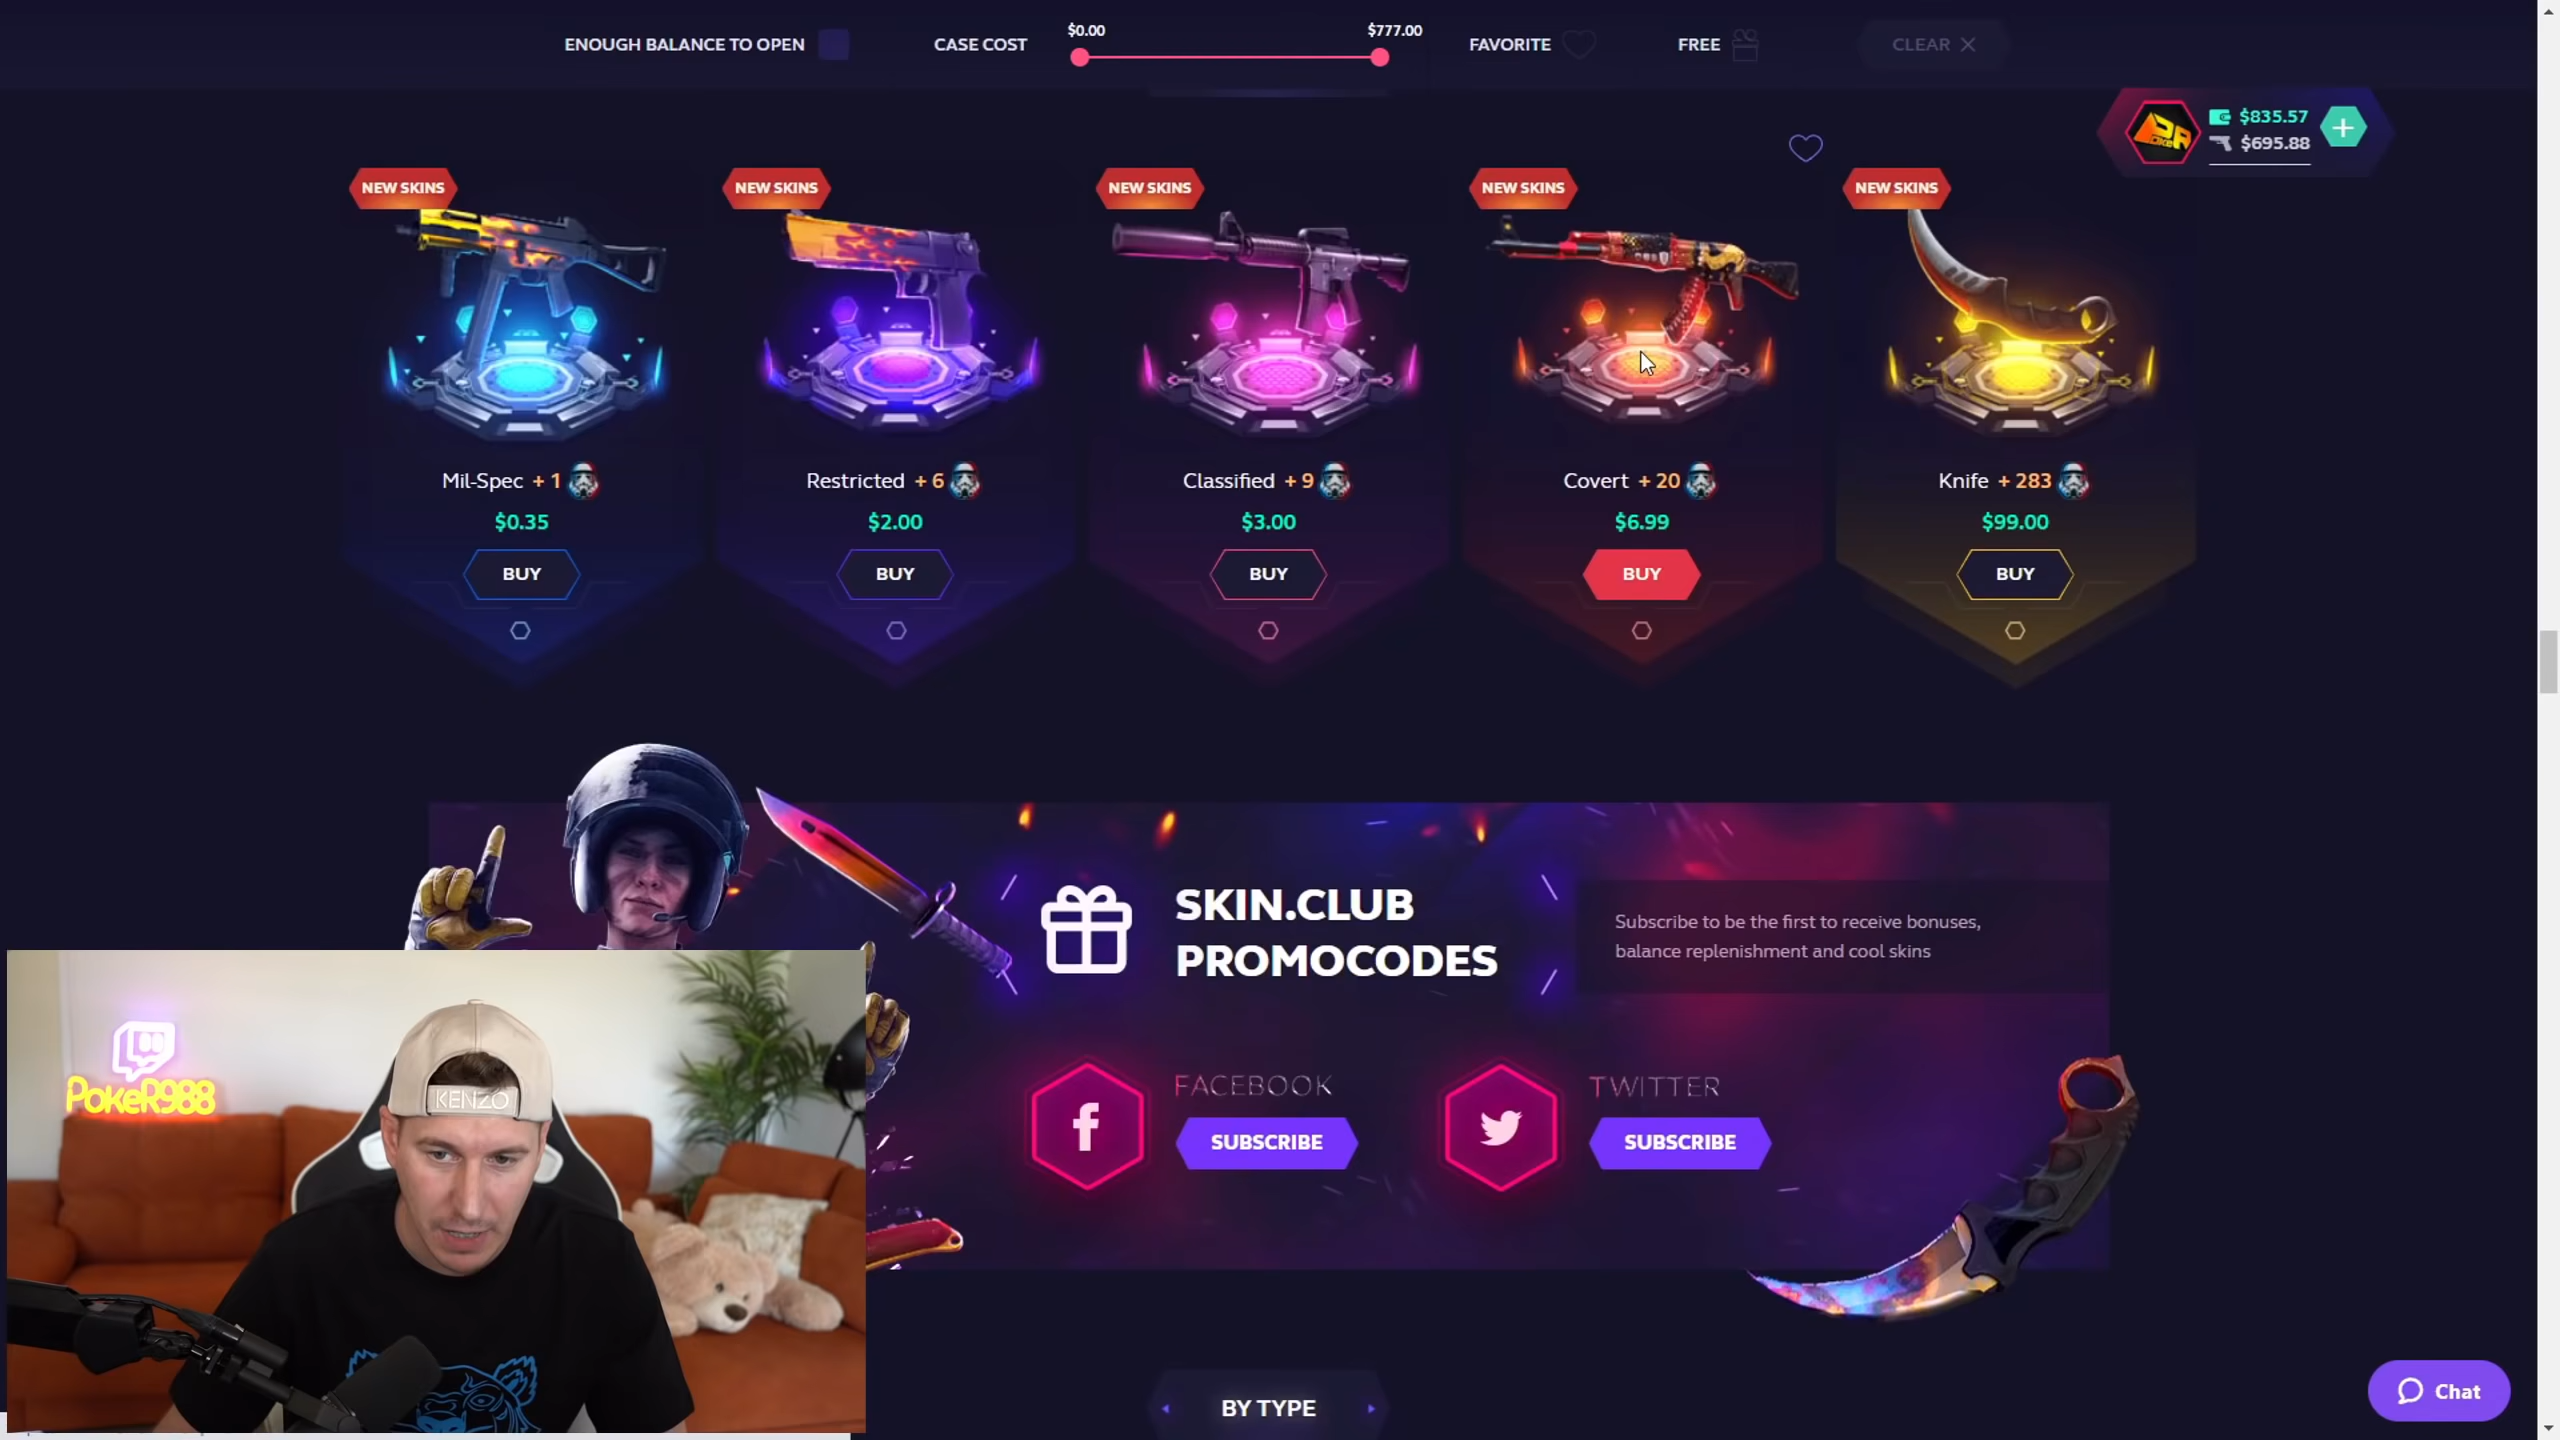 ENOUGH BALANCE TO OPEN
CASE COST
$0.00
$777.00
FAVORITE
FREE
CLEAR
$835.57
$695.88
NEW SKINS
NEW SKINS
NEW SKINS
NEW SKINS
NEW SKINS
Mil-Spec + 1
$0.35
BUY
Restricted + 6
$2.00
BUY
Classified + 9
$3.00
BUY
Covert + 20
$6.99
BUY
Knife + 283
$99.00
BUY
SKIN.CLUB
PROMOCODES
Subscribe to be the first to receive bonuses,
balance replenishment and cool skins
FACEBOOK
SUBSCRIBE
TWITTER
SUBSCRIBE
PokeR988
KENZO
BY TYPE
Chat